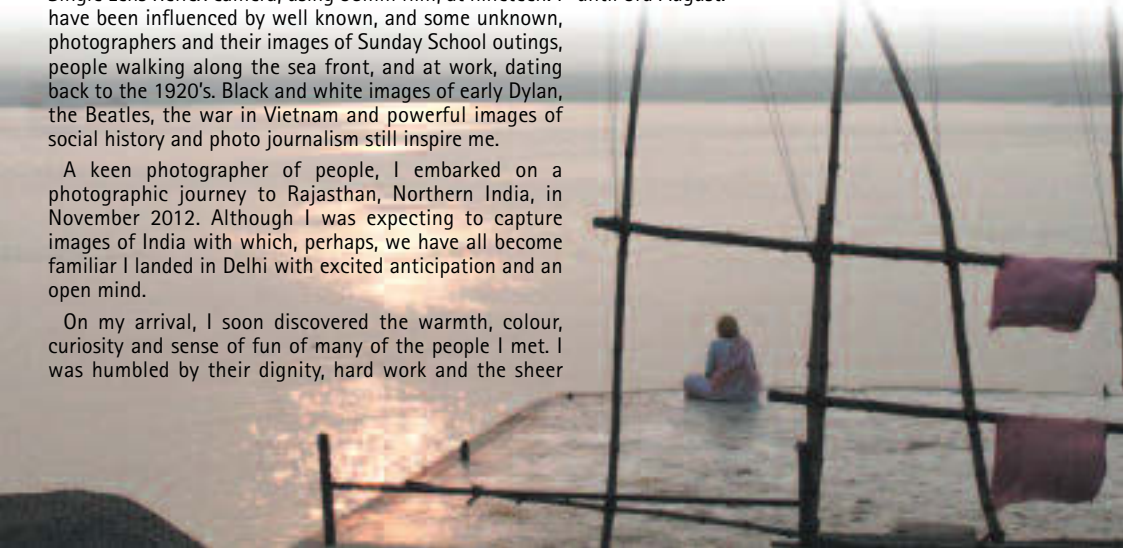 have been influenced by well known, and some unknown,
photographers and their images of Sunday School outings,
people walking along the sea front, and at work, dating
back to the 1920's. Black and white images of early Dylan,
the Beatles, the war in Vietnam and powerful images of
social history and photo journalism still inspire me.
A keen photographer of people, I embarked on a
photographic journey to Rajasthan, Northern India, in
November 2012. Although I was expecting to capture
images of India with which, perhaps, we have all become
familiar I landed in Delhi with excited anticipation and an
open mind.
On my arrival, I soon discovered the warmth, colour,
curiosity and sense of fun of many of the people I met. I
was humbled by their dignity, hard work and the sheer